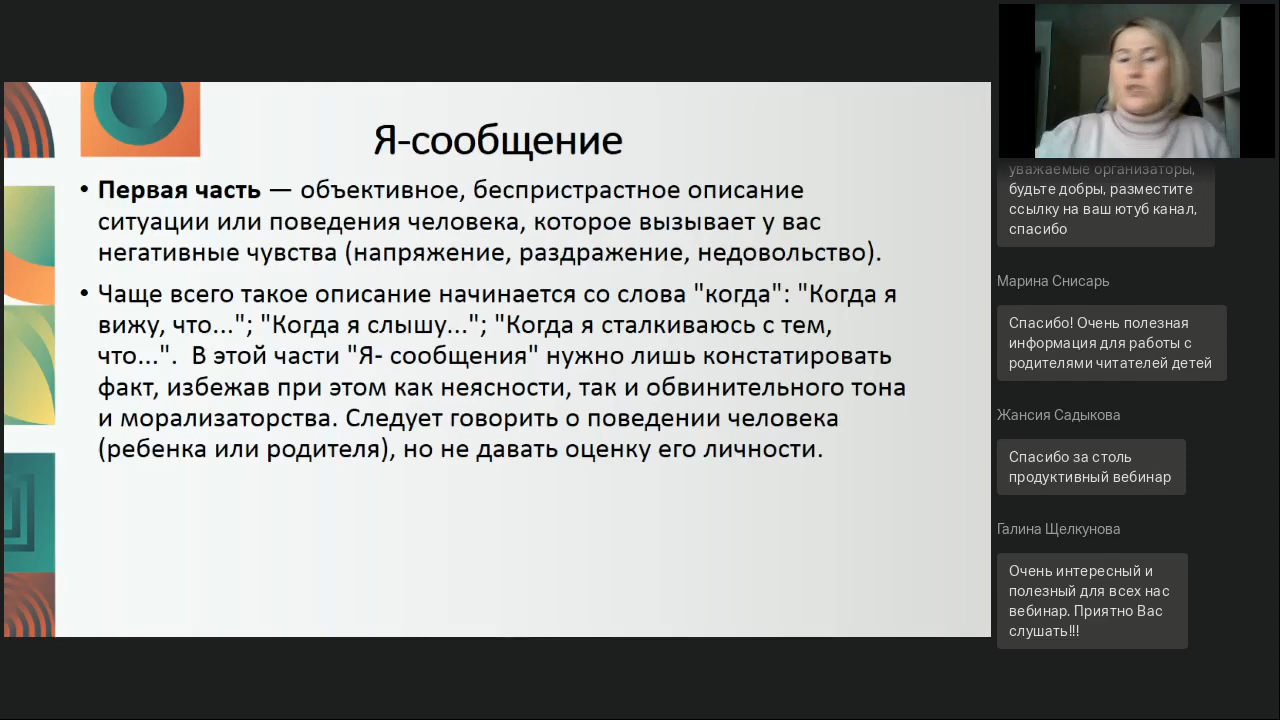 Я-сообщение
• Первая часть — объективное, беспристрастное описание
ситуации или поведения человека, которое вызывает у вас
негативные чувства (напряжение, раздражение, недовольство).
• Чаще всего такое описание начинается со слова "когда": "Когда я
вижу, что..."; "Когда я слышу..."; "Когда я сталкиваюсь с тем,
что...".  В этой части "Я- сообщения" нужно лишь констатировать
факт, избежав при этом как неясности, так и обвинительного тона
и морализаторства. Следует говорить о поведении человека
(ребенка или родителя), но не давать оценку его личности.
уважаемые организаторы,
будьте добры, разместите
ссылку на ваш ютуб канал,
спасибо
Марина Снисарь
Спасибо! Очень полезная
информация для работы с
родителями читателей детей
Жансия Садыкова
Спасибо за столь
продуктивный вебинар
Галина Щелкунова
Очень интересный и
полезный для всех нас
вебинар. Приятно Вас
слушать!!!